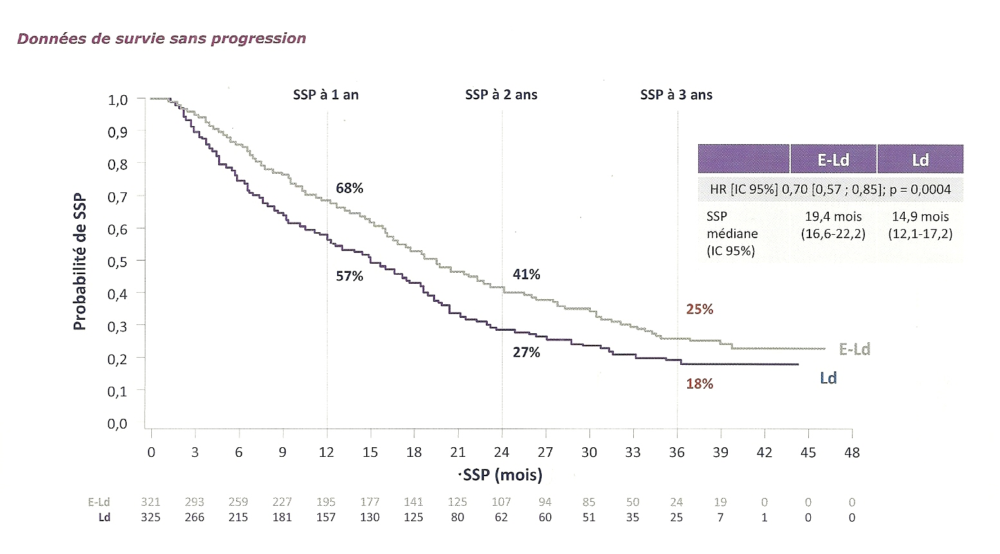 Données de survie sans progression
SSP à 1 an SSP à 2 ans SSP à 3 ans
1,0
0,9
0,8
0,7
0,6
0,5
0,4
0,3
0,2
0,1
0,0
Probabilité de SSP
68%
57%
41%
27%
25%
18%
E-Ld Ld
HR [IC 95%] 0,70 [0,57 ; 0,85]; p = 0,0004
SSP 19,4 mois 14,9 mois
médiane (16,6-22,2) (12,1-17,2)
(IC 95%)
E-Ld
Ld
0 3 6 9 12 15 18 21 24 27 30 33 36 39 42 45 48
SSP (mois)
E-Ld 321 293 259 227 195 177 141 125 107 94 85 50 24 19 0 0 0
Ld 325 266 215 181 157 130 125 80 62 60 51 35 25 7 1 0 0